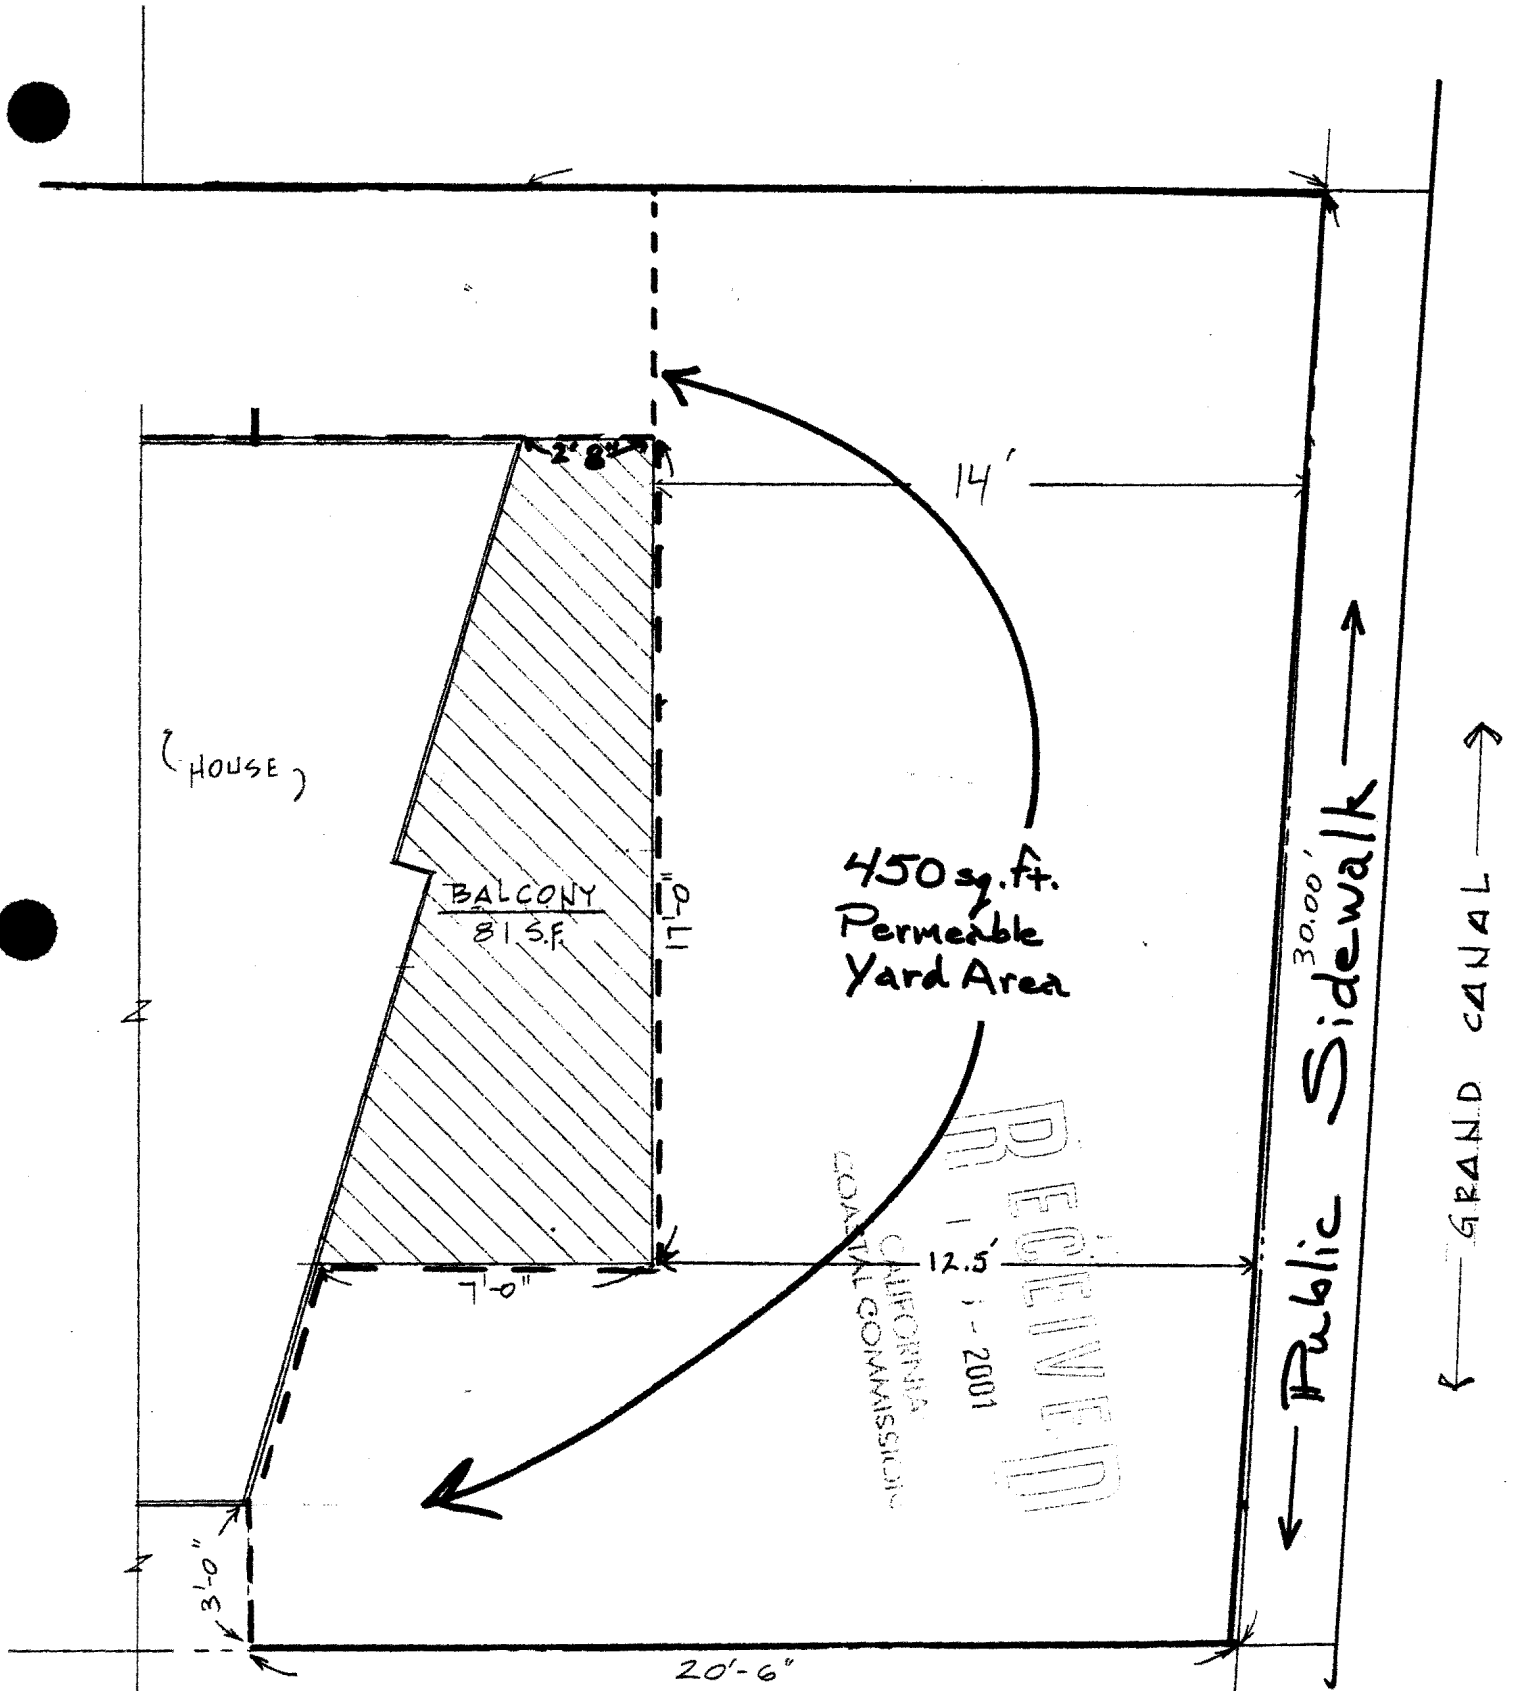 2'8"
14'
( HOUSE )
BALCONY
81 S.F.
17'-0"
450 sq. ft.
Permeable
Yard Area
30.00'
← Public Sidewalk →
← GRAND CANAL →
12.5'
7'-0"
RECEIVED
- 2001
CALIFORNIA
COASTAL COMMISSION
3'-0"
20'-6"